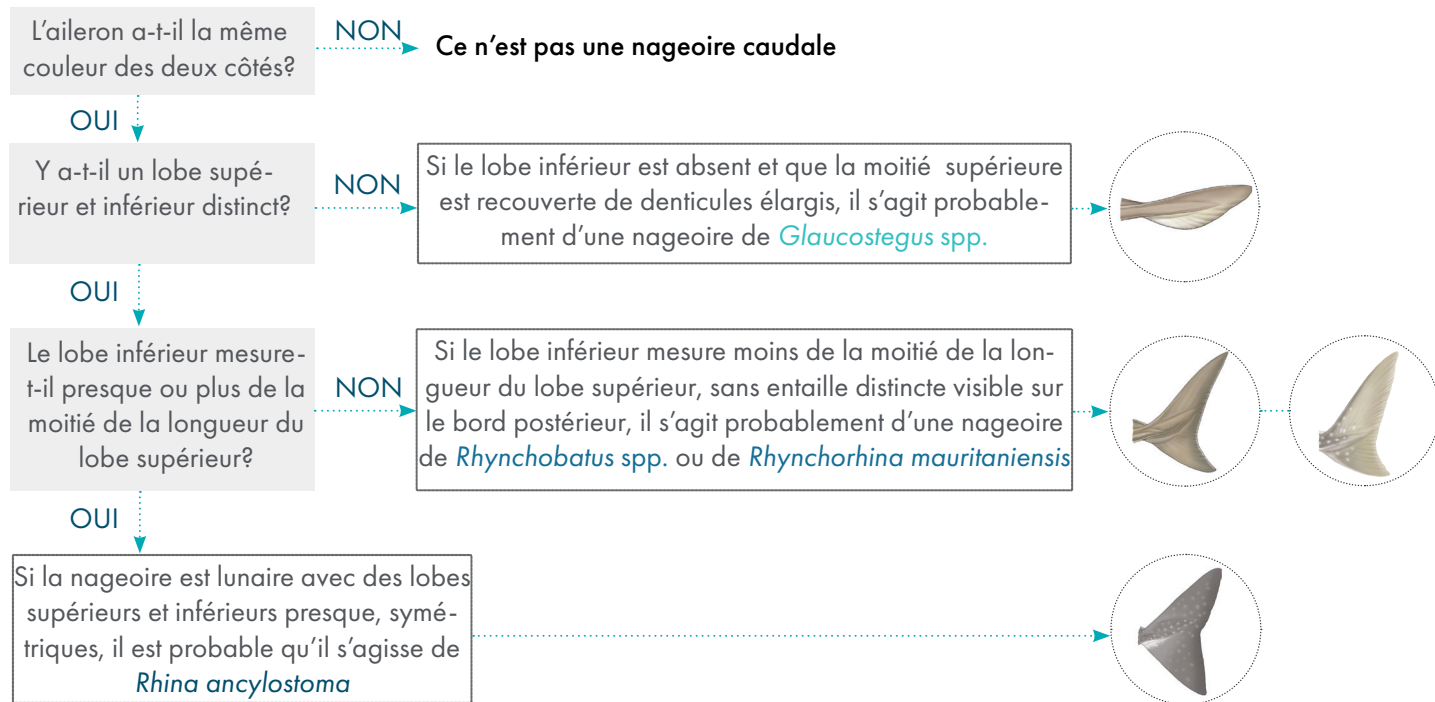 L'aileron a-t-il la même
couleur des deux côtés?
NON
Ce n'est pas une nageoire caudale
OUI
Y a-t-il un lobe supé-
rieur et inférieur distinct?
NON
Si le lobe inférieur est absent et que la moitié supérieure
est recouverte de denticules élargis, il s'agit probable-
ment d'une nageoire de Glaucostegus spp.
OUI
Le lobe inférieur mesure-
t-il presque ou plus de la
moitié de la longueur du
lobe supérieur?
NON
Si le lobe inférieur mesure moins de la moitié de la lon-
gueur du lobe supérieur, sans entaille distincte visible sur
le bord postérieur, il s'agit probablement d'une nageoire
de Rhynchobatus spp. ou de Rhynchorhina mauritaniensis
OUI
Si la nageoire est lunaire avec des lobes
supérieurs et inférieurs presque, symé-
triques, il est probable qu'il s'agisse de
Rhina ancylostoma